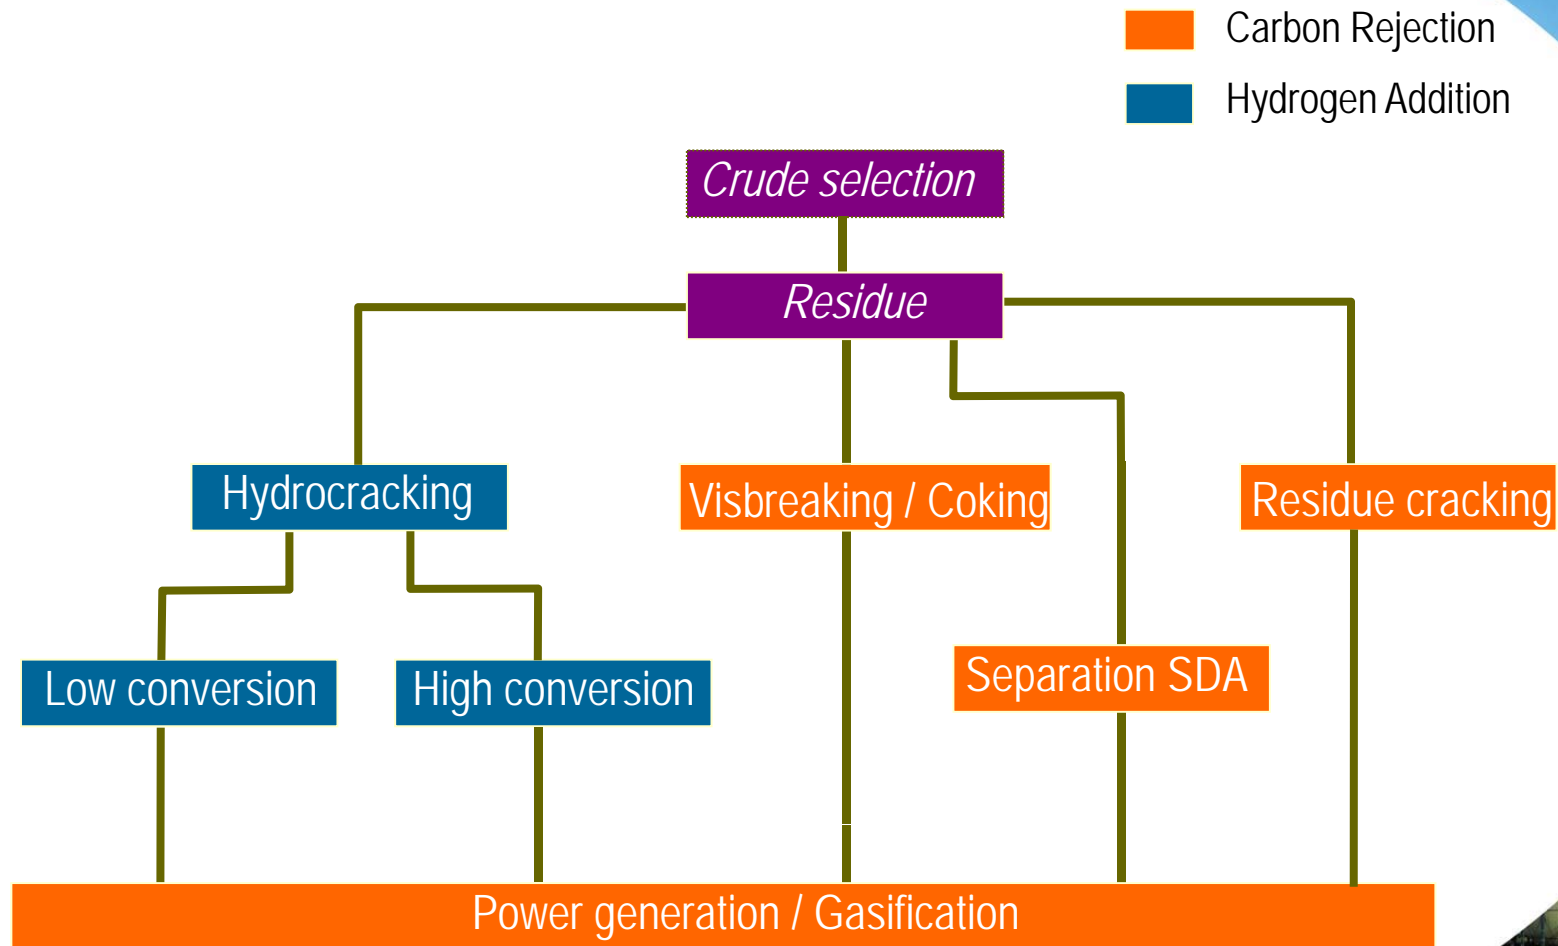 Carbon Rejection
Hydrogen Addition
Crude selection
Residue
Hydrocracking
Visbreaking / Coking
Residue cracking
Low conversion
High conversion
Separation SDA
Power generation / Gasification